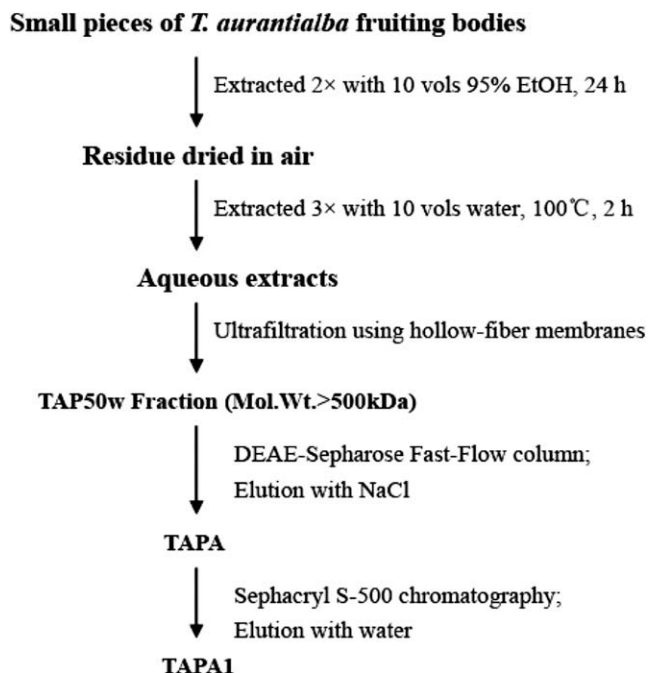 Small pieces of T. aurantialba fruiting bodies
Extracted 2× with 10 vols 95% EtOH, 24 h
Residue dried in air
Extracted 3× with 10 vols water, 100℃, 2 h
Aqueous extracts
Ultrafiltration using hollow-fiber membranes
TAP50w Fraction (Mol.Wt.>500kDa)
DEAE-Sepharose Fast-Flow column;
Elution with NaCl
TAPA
Sephacryl S-500 chromatography;
Elution with water
TAPA1